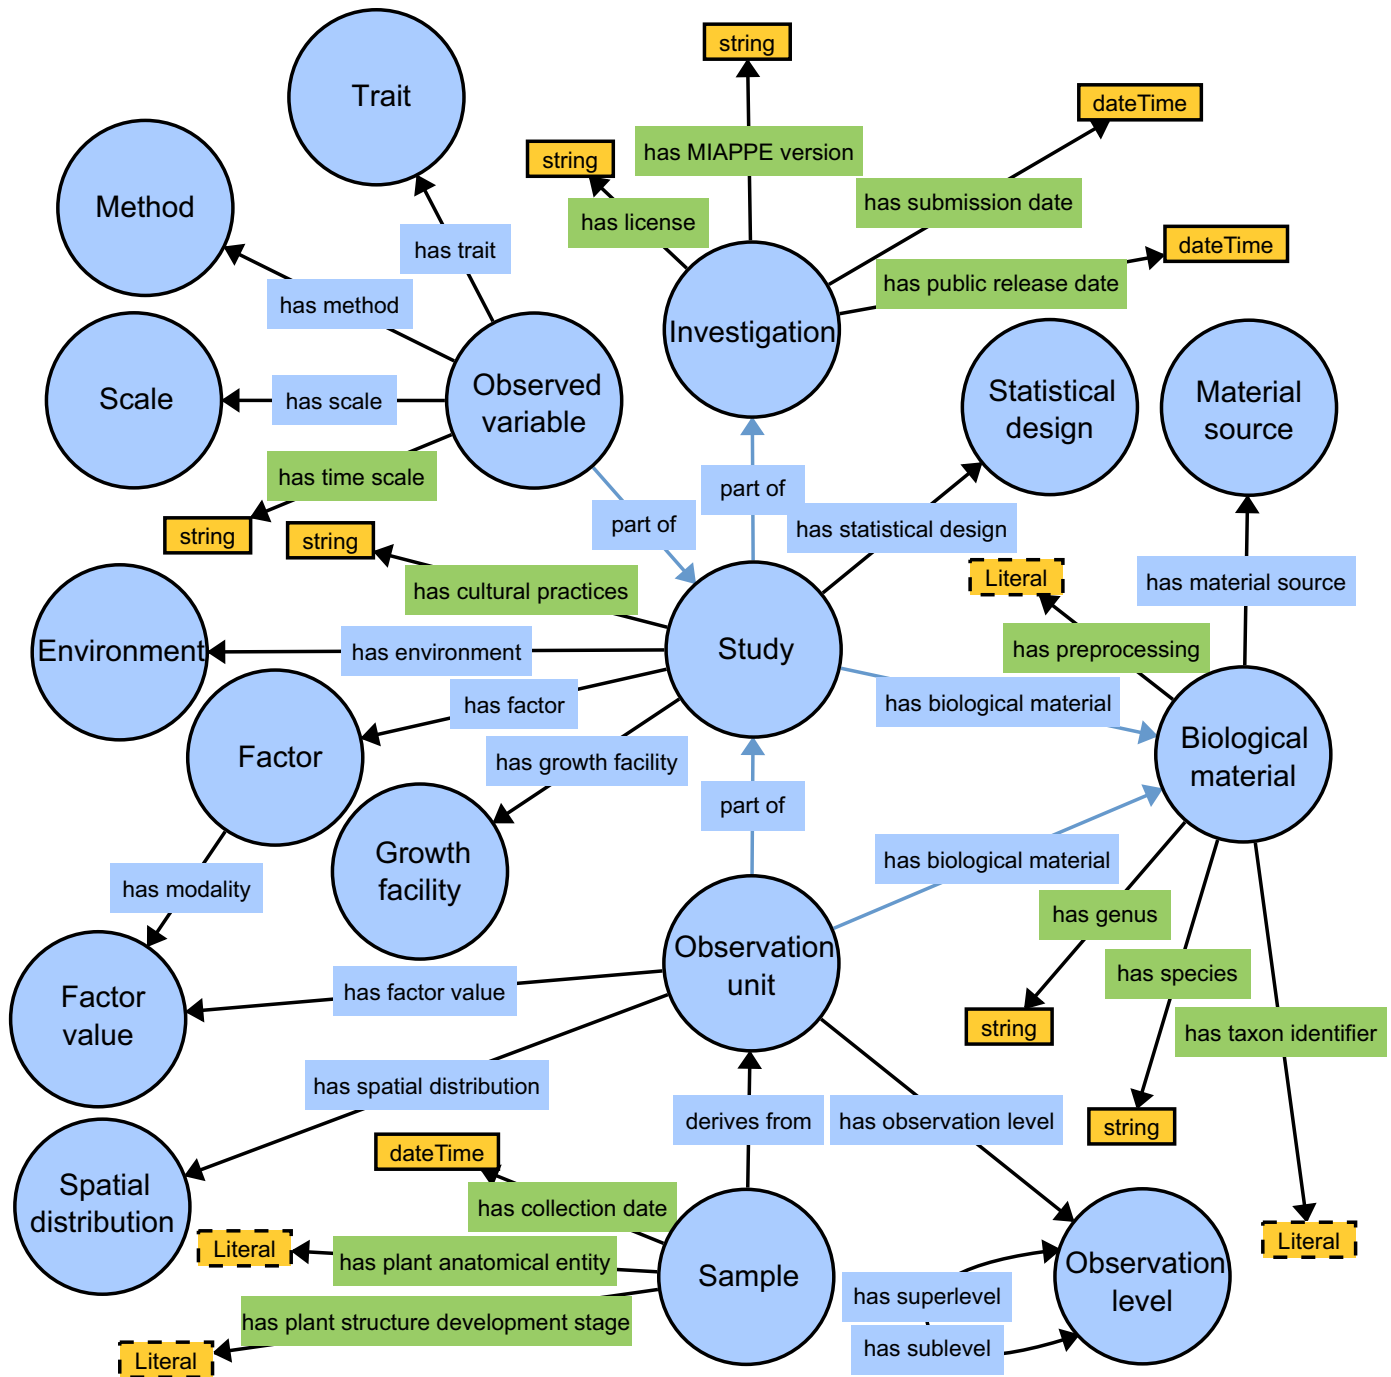 string
Trait
dateTime
has MIAPPE version
string
has submission date
Method
has license
has trait
dateTime
has public release date
has method
Investigation
Scale
has scale
Observed
variable
Statistical
design
Material
source
has time scale
part of
string
string
part of
has statistical design
Literal
has material source
has cultural practices
has preprocessing
Environment
has environment
Study
has factor
has biological material
Biological
material
Factor
has growth facility
part of
Growth
facility
has biological material
has modality
has genus
Observation
unit
has species
Factor
value
has factor value
string
has taxon identifier
has spatial distribution
derives from
has observation level
string
dateTime
Spatial
distribution
has collection date
Literal
has plant anatomical entity
Literal
Sample
Observation
level
has superlevel
has plant structure development stage
has sublevel
Literal